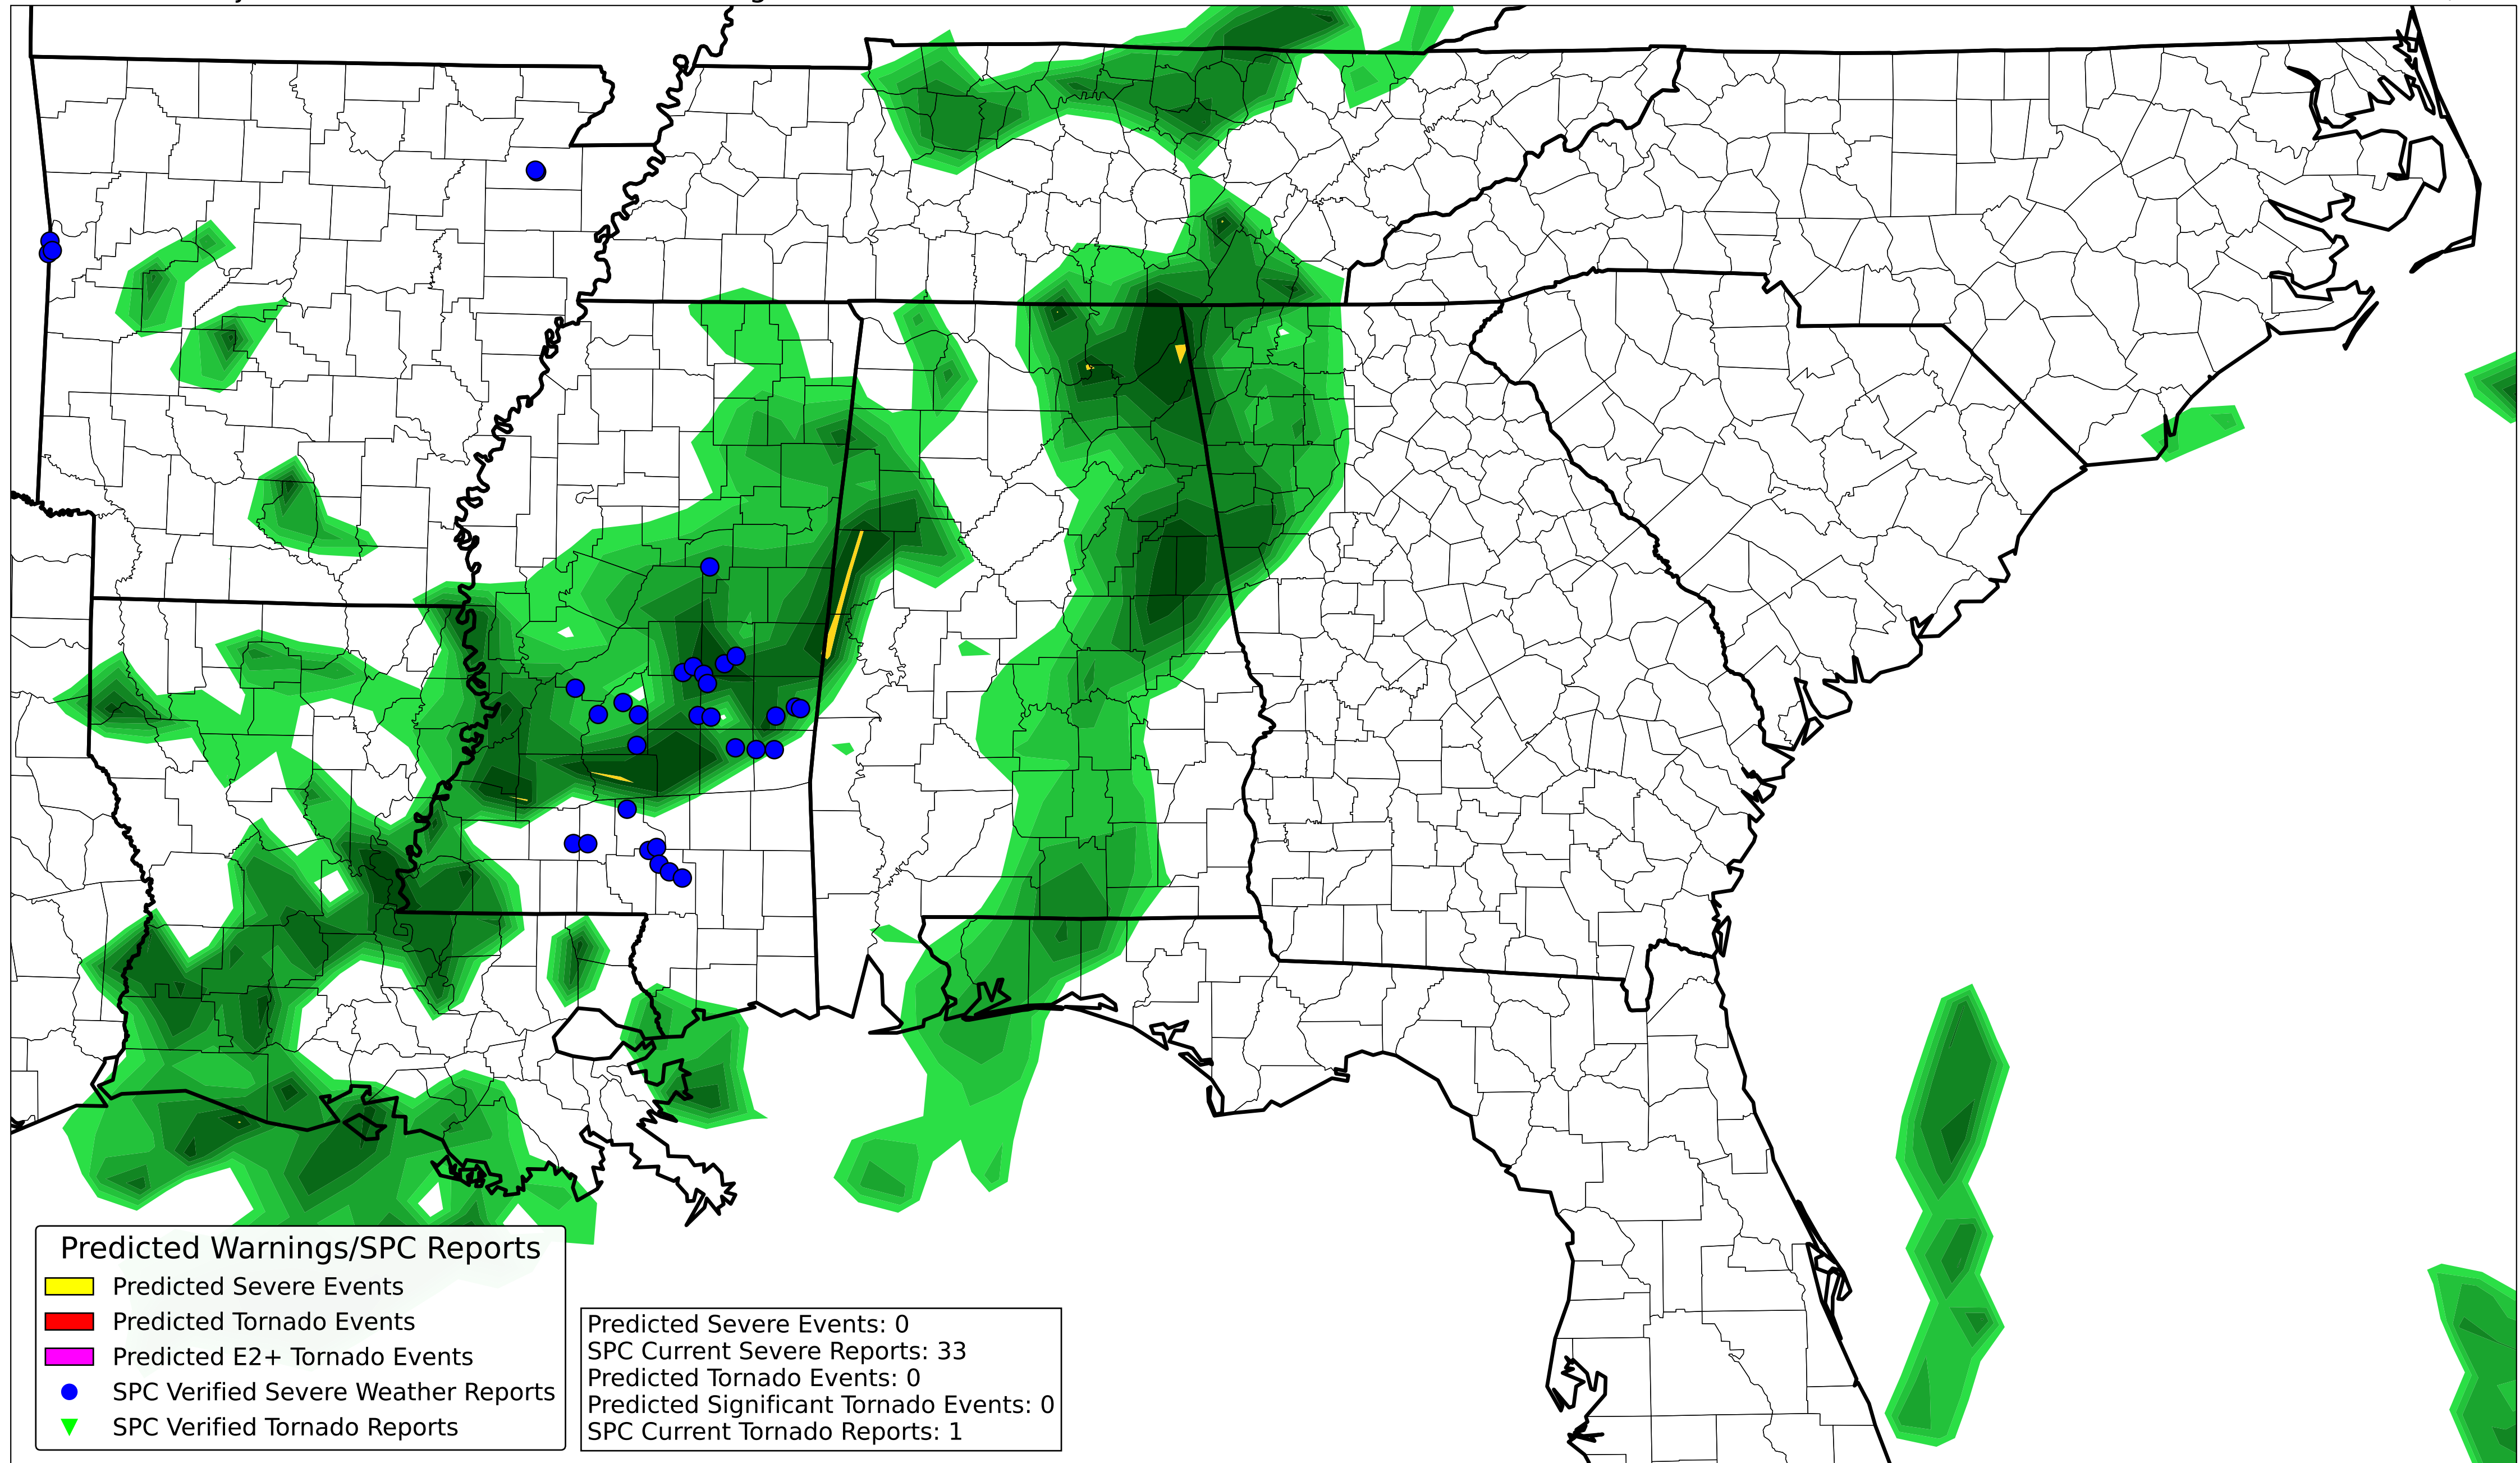 Predicted Warnings/SPC Reports
Predicted Severe Events
Predicted Tornado Events
Predicted E2+ Tornado Events
SPC Verified Severe Weather Reports
SPC Verified Tornado Reports
Predicted Severe Events: 0
SPC Current Severe Reports: 33
Predicted Tornado Events: 0
Predicted Significant Tornado Events: 0
SPC Current Tornado Reports: 1